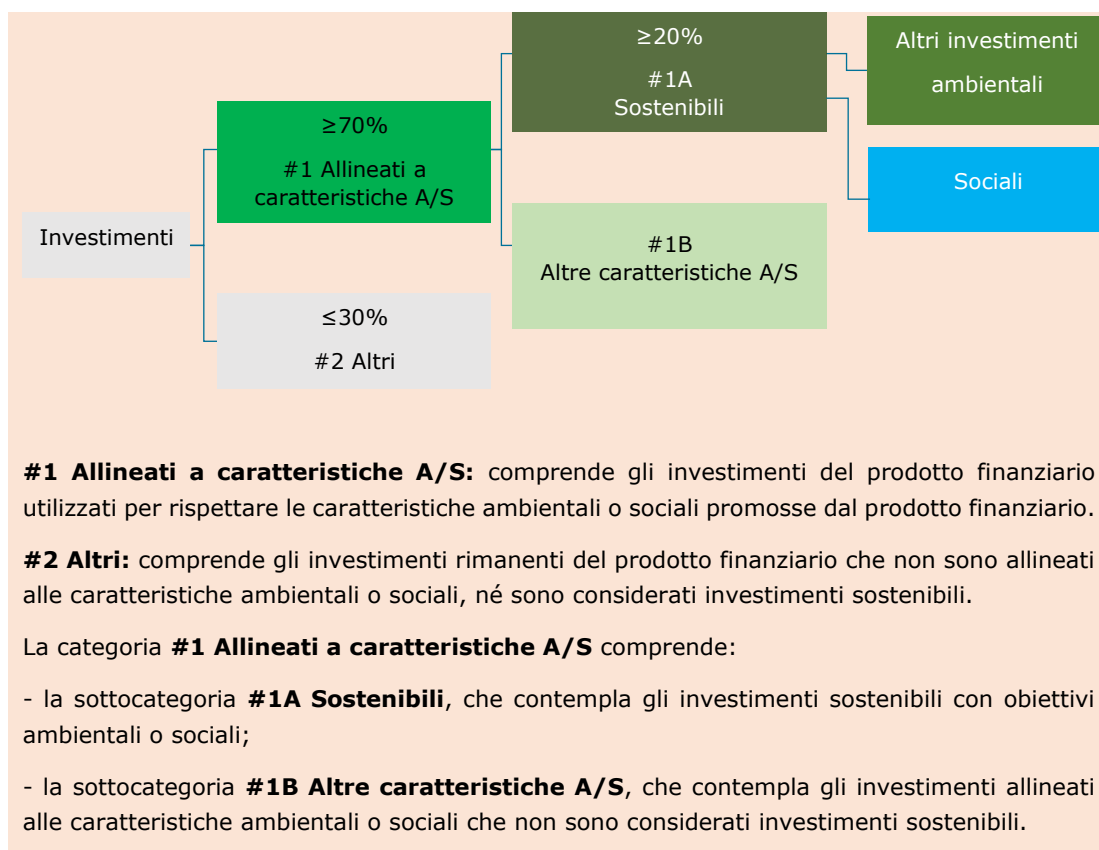 ≥20%
#1A
Sostenibili
Altri investimenti
ambientali
≥70%
#1 Allineati a
caratteristiche A/S
Sociali
Investimenti
#1B
Altre caratteristiche A/S
≤30%
#2 Altri
#1 Allineati a caratteristiche A/S: comprende gli investimenti del prodotto finanziario
utilizzati per rispettare le caratteristiche ambientali o sociali promosse dal prodotto finanziario.
#2 Altri: comprende gli investimenti rimanenti del prodotto finanziario che non sono allineati
alle caratteristiche ambientali o sociali, né sono considerati investimenti sostenibili.
La categoria #1 Allineati a caratteristiche A/S comprende:
- la sottocategoria #1A Sostenibili, che contempla gli investimenti sostenibili con obiettivi
ambientali o sociali;
- la sottocategoria #1B Altre caratteristiche A/S, che contempla gli investimenti allineati
alle caratteristiche ambientali o sociali che non sono considerati investimenti sostenibili.